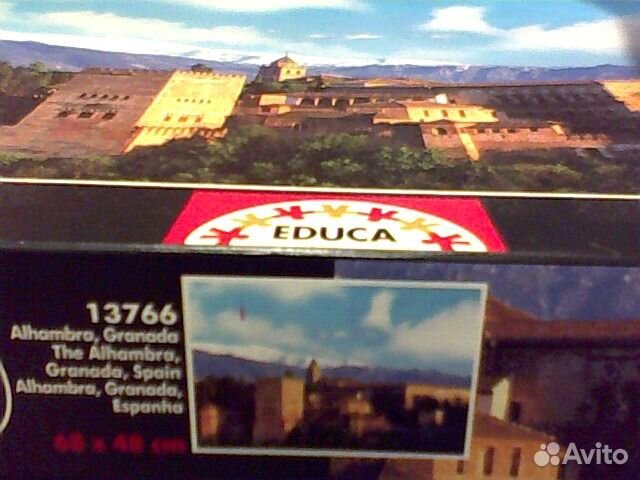 EDUCA
13766
Alhambra, Granada
The Alhambra,
Granada, Spain
Alhambra, Granada,
Espanha
68 x 48 cm
Avito